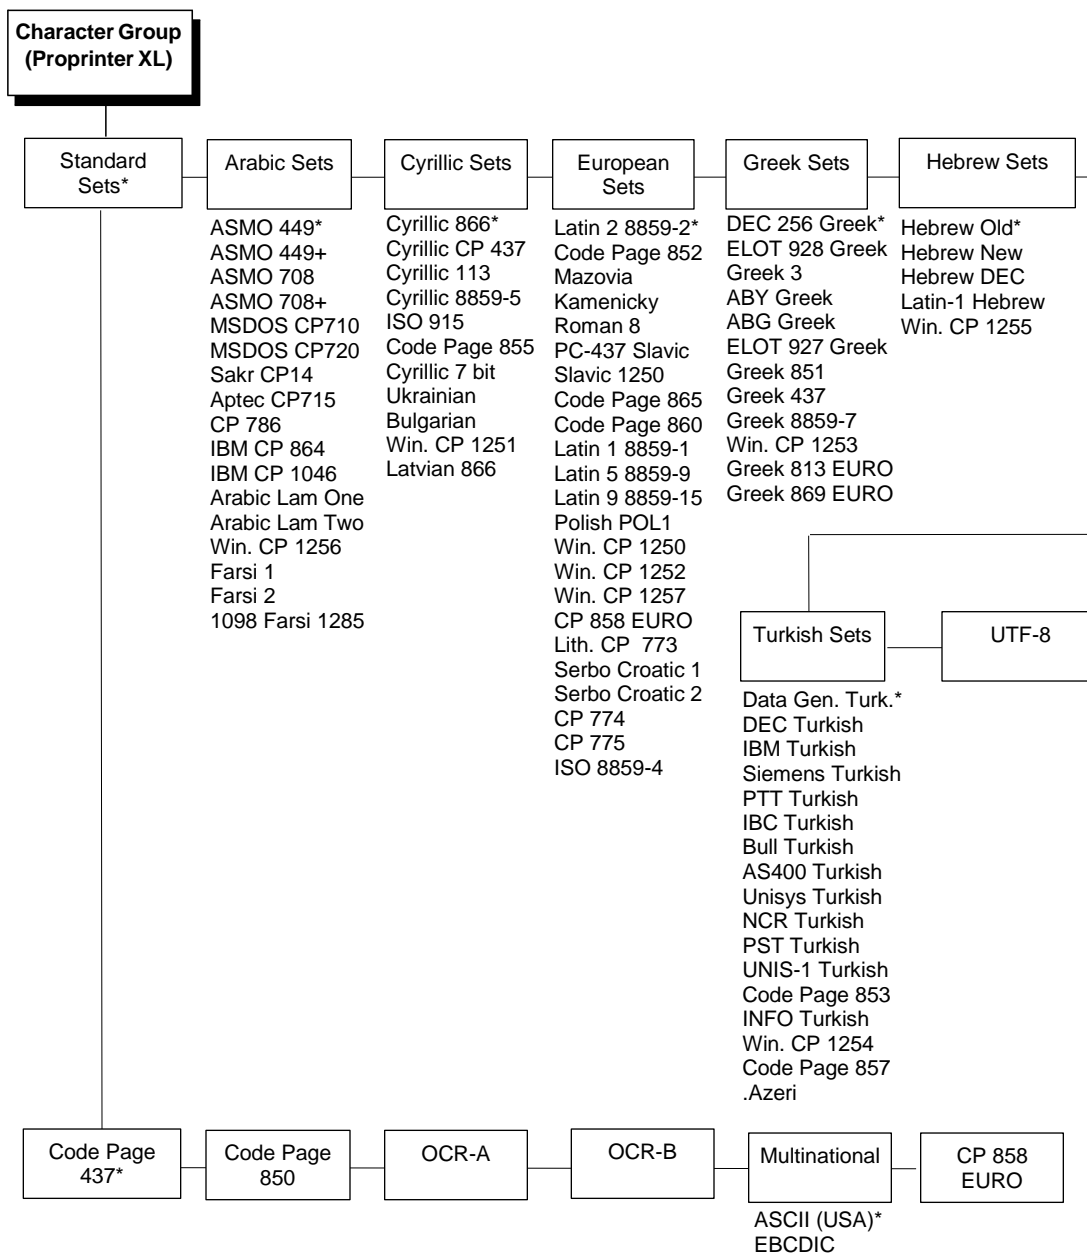 Character Group
(Proprinter XL)
Standard
Sets*
Arabic Sets
ASMO 449*
ASMO 449+
ASMO 708
ASMO 708+
MSDOS CP710
MSDOS CP720
Sakr CP14
Aptec CP715
CP 786
IBM CP 864
IBM CP 1046
Arabic Lam One
Arabic Lam Two
Win. CP 1256
Farsi 1
Farsi 2
1098 Farsi 1285
Cyrillic Sets
Cyrillic 866*
Cyrillic CP 437
Cyrillic 113
Cyrillic 8859-5
ISO 915
Code Page 855
Cyrillic 7 bit
Ukrainian
Bulgarian
Win. CP 1251
Latvian 866
European
Sets
Latin 2 8859-2*
Code Page 852
Mazovia
Kamenicky
Roman 8
PC-437 Slavic
Slavic 1250
Code Page 865
Code Page 860
Latin 1 8859-1
Latin 5 8859-9
Latin 9 8859-15
Polish POL1
Win. CP 1250
Win. CP 1252
Win. CP 1257
CP 858 EURO
Lith. CP  773
Serbo Croatic 1
Serbo Croatic 2
CP 774
CP 775
ISO 8859-4
Greek Sets
DEC 256 Greek*
ELOT 928 Greek
Greek 3
ABY Greek
ABG Greek
ELOT 927 Greek
Greek 851
Greek 437
Greek 8859-7
Win. CP 1253
Greek 813 EURO
Greek 869 EURO
Hebrew Sets
Hebrew Old*
Hebrew New
Hebrew DEC
Latin-1 Hebrew
Win. CP 1255
Turkish Sets
Data Gen. Turk.*
DEC Turkish
IBM Turkish
Siemens Turkish
PTT Turkish
IBC Turkish
Bull Turkish
AS400 Turkish
Unisys Turkish
NCR Turkish
PST Turkish
UNIS-1 Turkish
Code Page 853
INFO Turkish
Win. CP 1254
Code Page 857
.Azeri
UTF-8
Code Page
437*
Code Page
850
OCR-A
OCR-B
Multinational
ASCII (USA)*
EBCDIC
CP 858
EURO